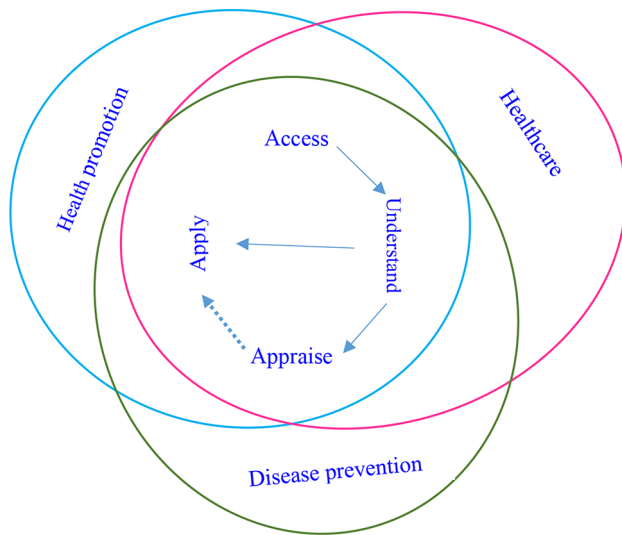 Health promotion
Healthcare
Access
Understand
Apply
Appraise
Disease prevention